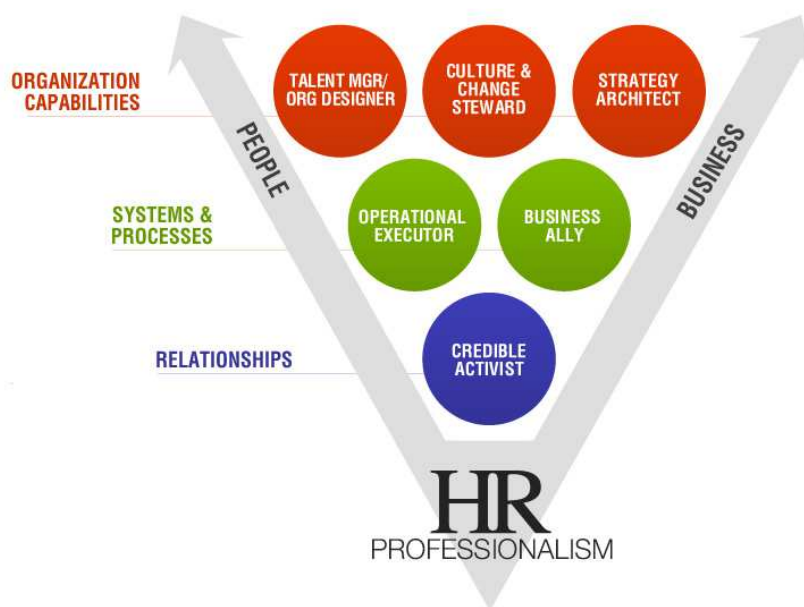 ORGANIZATION
CAPABILITIES
TALENT MGR/
ORG DESIGNER
CULTURE &
CHANGE
STEWARD
STRATEGY
ARCHITECT
PEOPLE
BUSINESS
SYSTEMS &
PROCESSES
OPERATIONAL
EXECUTOR
BUSINESS
ALLY
RELATIONSHIPS
CREDIBLE
ACTIVIST
HR
PROFESSIONALISM